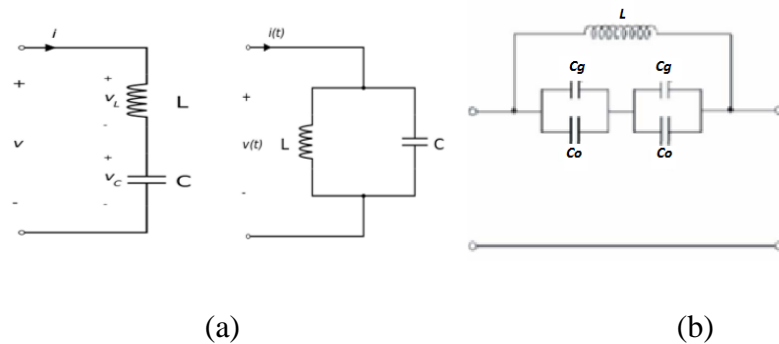 i
+
+
v_L
L
-
v
+
v_C
C
-
-
i(t)
+
v(t)
L
C
-
L
Cg
Cg
Co
Co
(a)
(b)